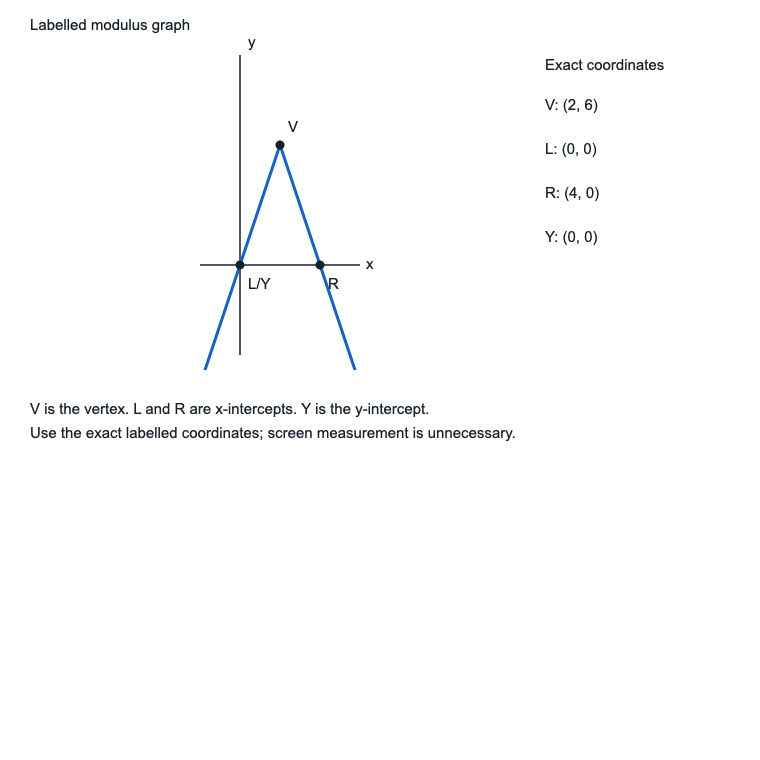 Labelled modulus graph
y
Exact coordinates
V: (2, 6)
V
L: (0, 0)
R: (4, 0)
Y: (0, 0)
x
L/Y
R
V is the vertex. L and R are x-intercepts. Y is the y-intercept.
Use the exact labelled coordinates; screen measurement is unnecessary.